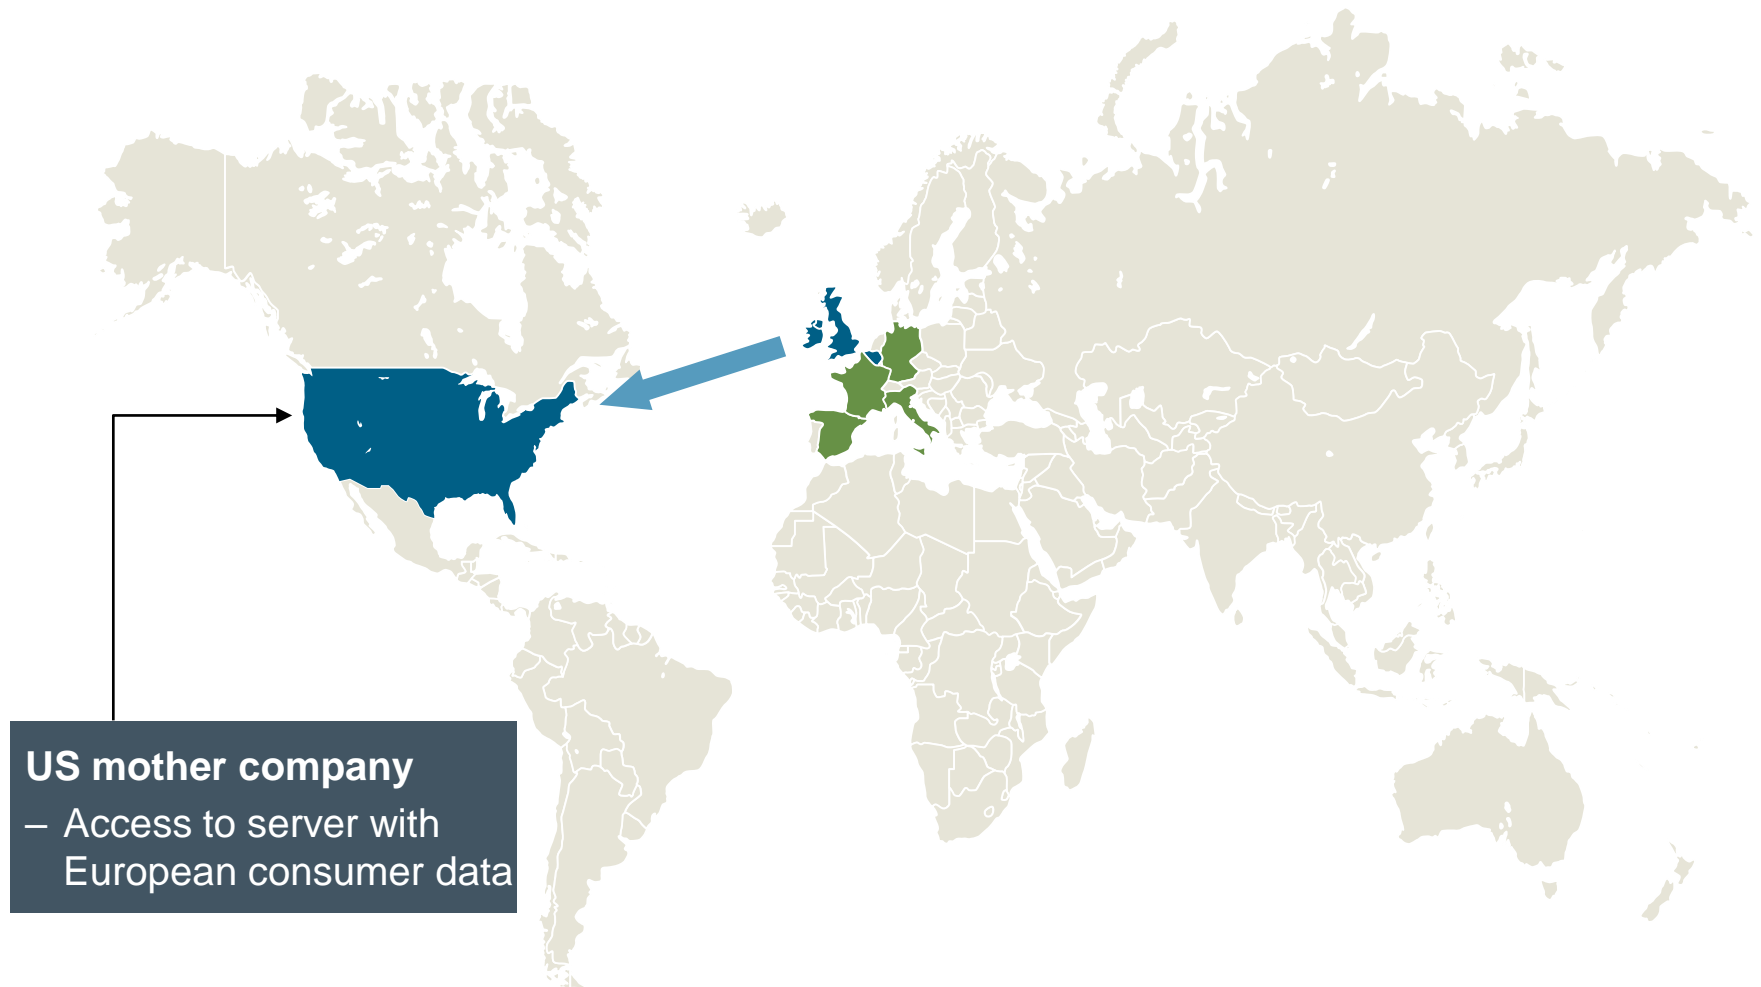 US mother company
– Access to server with
European consumer data